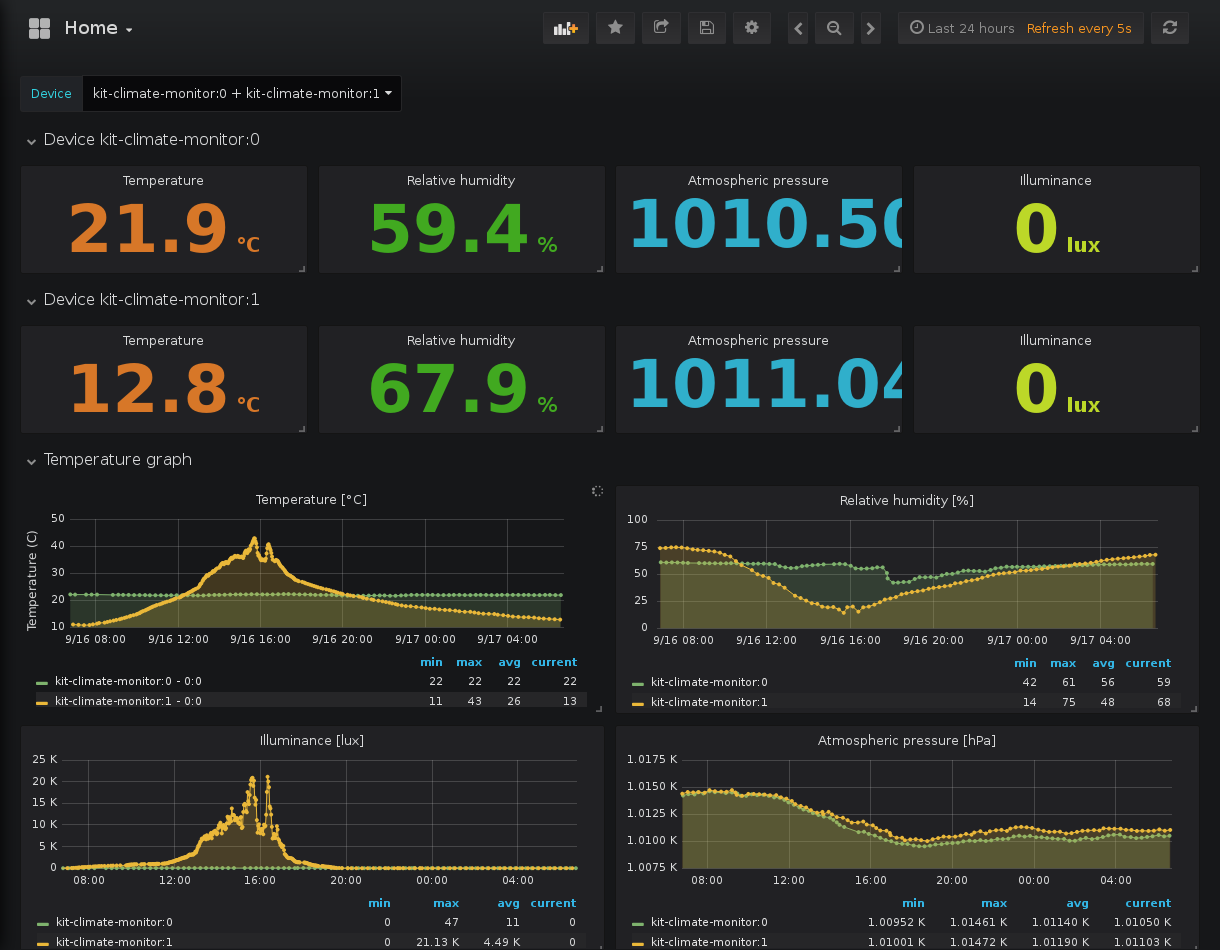 Home
Last 24 hours Refresh every 5s
Device kit-climate-monitor:0 + kit-climate-monitor:1
Device kit-climate-monitor:0
Temperature Relative humidity Atmospheric pressure Illuminance
21.9 °C 59.4 % 1010.50 0 lux
Device kit-climate-monitor:1
Temperature Relative humidity Atmospheric pressure Illuminance
12.8 °C 67.9 % 1011.04 0 lux
Temperature graph
Temperature [°C]
Temperature (C)
50
40
30
20
10
9/16 08:00 9/16 12:00 9/16 16:00 9/16 20:00 9/17 00:00 9/17 04:00
min max avg current
kit-climate-monitor:0 - 0:0 22 22 22 22
kit-climate-monitor:1 - 0:0 11 43 26 13
Relative humidity [%]
100
75
50
25
0
9/16 08:00 9/16 12:00 9/16 16:00 9/16 20:00 9/17 00:00 9/17 04:00
min max avg current
kit-climate-monitor:0 42 61 56 59
kit-climate-monitor:1 14 75 48 68
Illuminance [lux]
25 K
20 K
15 K
10 K
5 K
0
08:00 12:00 16:00 20:00 00:00 04:00
min max avg current
kit-climate-monitor:0 0 47 11 0
kit-climate-monitor:1 0 21.13 K 4.49 K 0
Atmospheric pressure [hPa]
1.0175 K
1.0150 K
1.0125 K
1.0100 K
1.0075 K
08:00 12:00 16:00 20:00 00:00 04:00
min max avg current
kit-climate-monitor:0 1.00952 K 1.01461 K 1.01140 K 1.01050 K
kit-climate-monitor:1 1.01001 K 1.01472 K 1.01190 K 1.01103 K